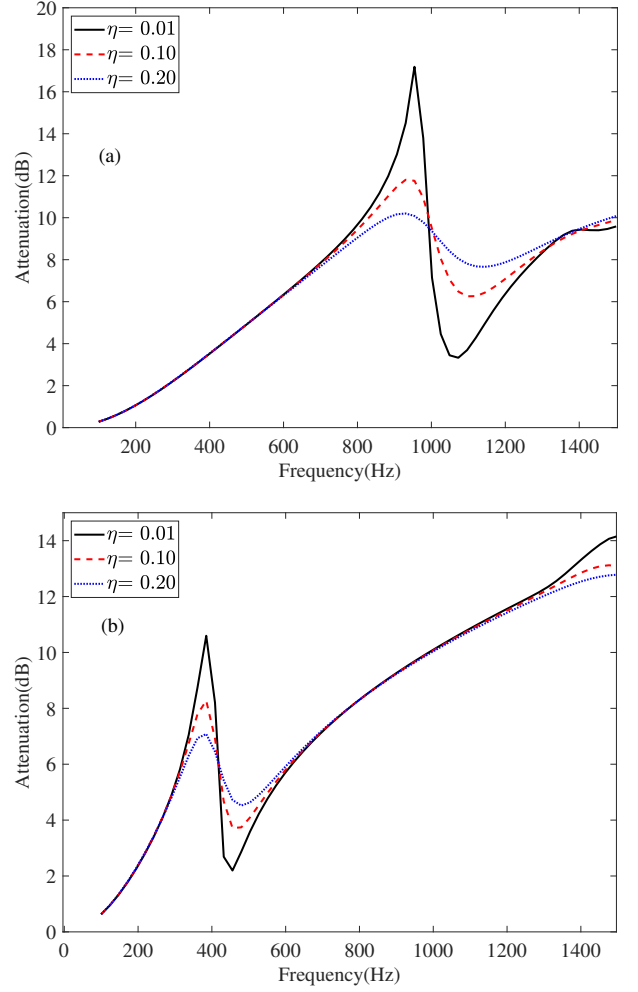 20
18
16
14
12
10
8
6
4
2
0
Attenuation(dB)
η= 0.01
η= 0.10
η= 0.20
(a)
200 400 600 800 1000 1200 1400
Frequency(Hz)
14
12
10
8
6
4
2
0
Attenuation(dB)
η= 0.01
η= 0.10
η= 0.20
(b)
0 200 400 600 800 1000 1200 1400
Frequency(Hz)